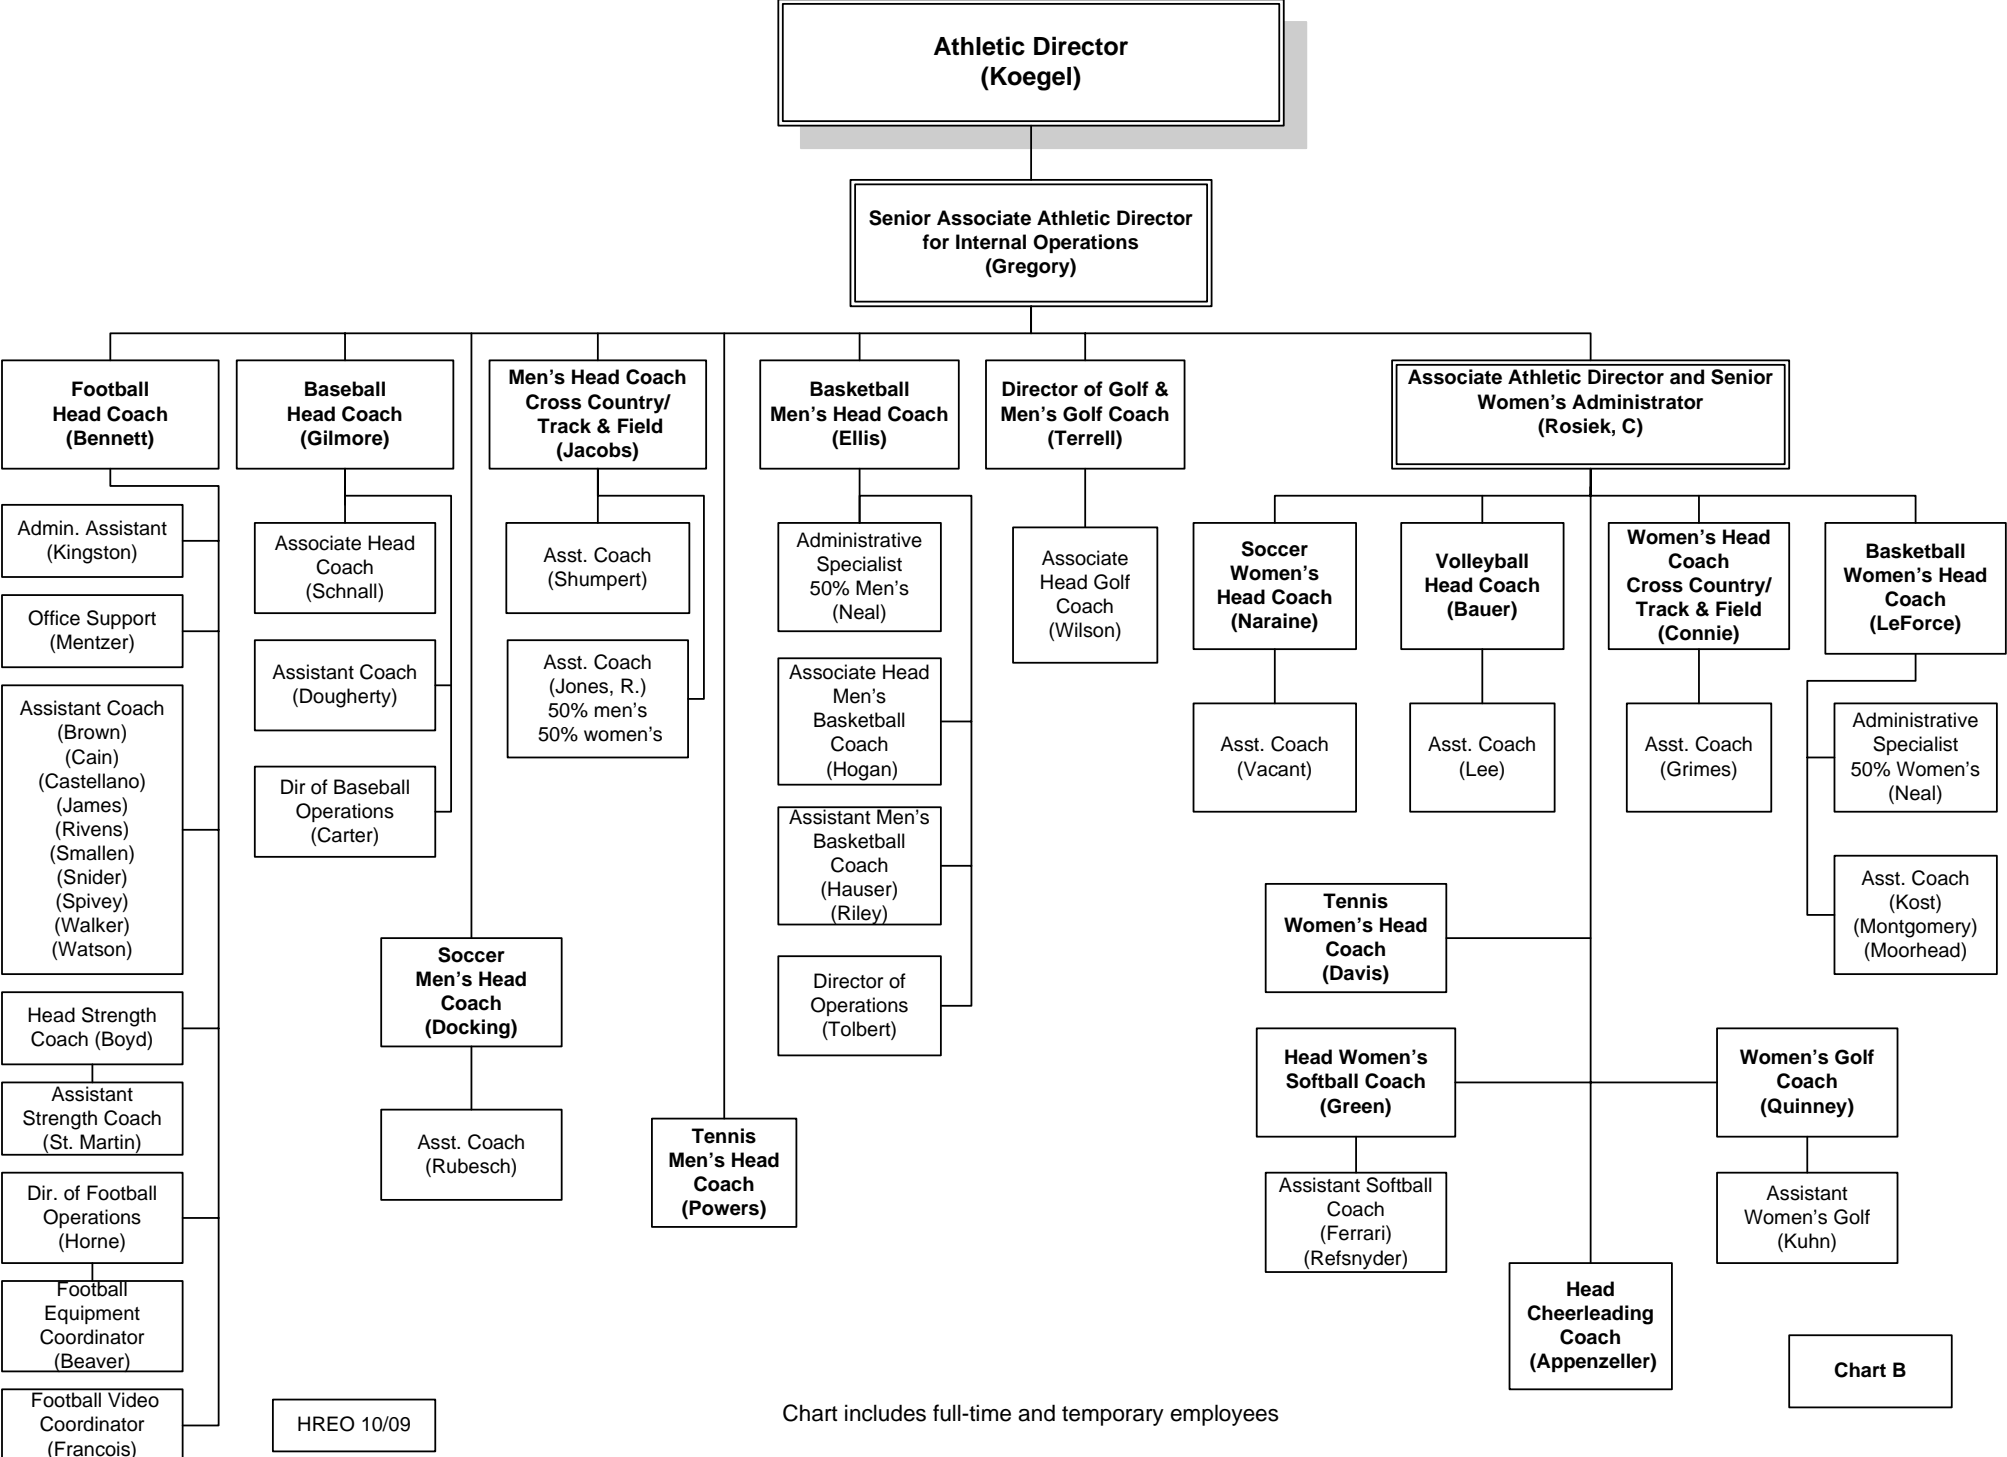 Athletic Director
(Koegel)
Senior Associate Athletic Director
for Internal Operations
(Gregory)
Football
Head Coach
(Bennett)
Admin. Assistant
(Kingston)
Office Support
(Mentzer)
Assistant Coach
(Brown)
(Cain)
(Castellano)
(James)
(Rivens)
(Smallen)
(Snider)
(Spivey)
(Walker)
(Watson)
Head Strength
Coach (Boyd)
Assistant
Strength Coach
(St. Martin)
Dir. of Football
Operations
(Horne)
Football
Equipment
Coordinator
(Beaver)
Football Video
Coordinator
(Francois)
Baseball
Head Coach
(Gilmore)
Associate Head
Coach
(Schnall)
Assistant Coach
(Dougherty)
Dir of Baseball
Operations
(Carter)
Soccer
Men's Head
Coach
(Docking)
Asst. Coach
(Rubesch)
Men's Head Coach
Cross Country/
Track & Field
(Jacobs)
Asst. Coach
(Shumpert)
Asst. Coach
(Jones, R.)
50% men's
50% women's
Tennis
Men's Head
Coach
(Powers)
Basketball
Men's Head Coach
(Ellis)
Administrative
Specialist
50% Men's
(Neal)
Associate Head
Men's
Basketball
Coach
(Hogan)
Assistant Men's
Basketball
Coach
(Hauser)
(Riley)
Director of
Operations
(Tolbert)
Director of Golf &
Men's Golf Coach
(Terrell)
Associate
Head Golf
Coach
(Wilson)
Associate Athletic Director and Senior
Women's Administrator
(Rosiek, C)
Soccer
Women's
Head Coach
(Naraine)
Asst. Coach
(Vacant)
Volleyball
Head Coach
(Bauer)
Asst. Coach
(Lee)
Women's Head
Coach
Cross Country/
Track & Field
(Connie)
Asst. Coach
(Grimes)
Basketball
Women's Head
Coach
(LeForce)
Administrative
Specialist
50% Women's
(Neal)
Asst. Coach
(Kost)
(Montgomery)
(Moorhead)
Tennis
Women's Head
Coach
(Davis)
Head Women's
Softball Coach
(Green)
Assistant Softball
Coach
(Ferrari)
(Refsnyder)
Women's Golf
Coach
(Quinney)
Assistant
Women's Golf
(Kuhn)
Head
Cheerleading
Coach
(Appenzeller)
Chart B
HREO 10/09
Chart includes full-time and temporary employees